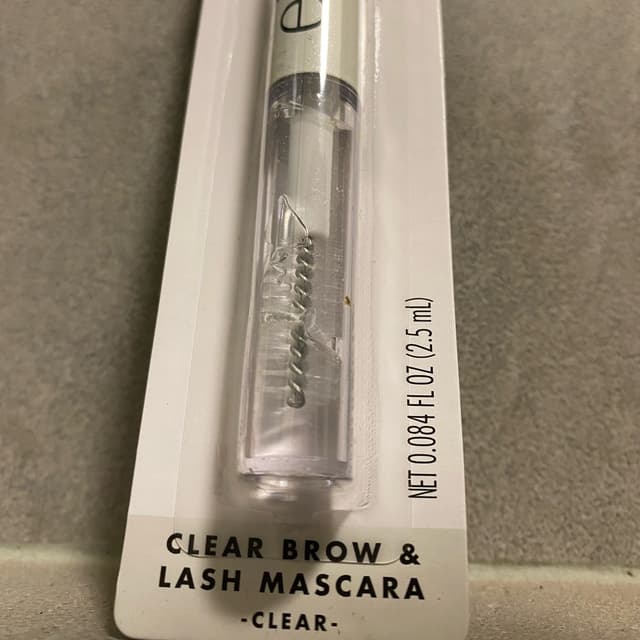 e
NET 0.084 FL OZ (2.5 mL)
CLEAR BROW &
LASH MASCARA
-CLEAR-